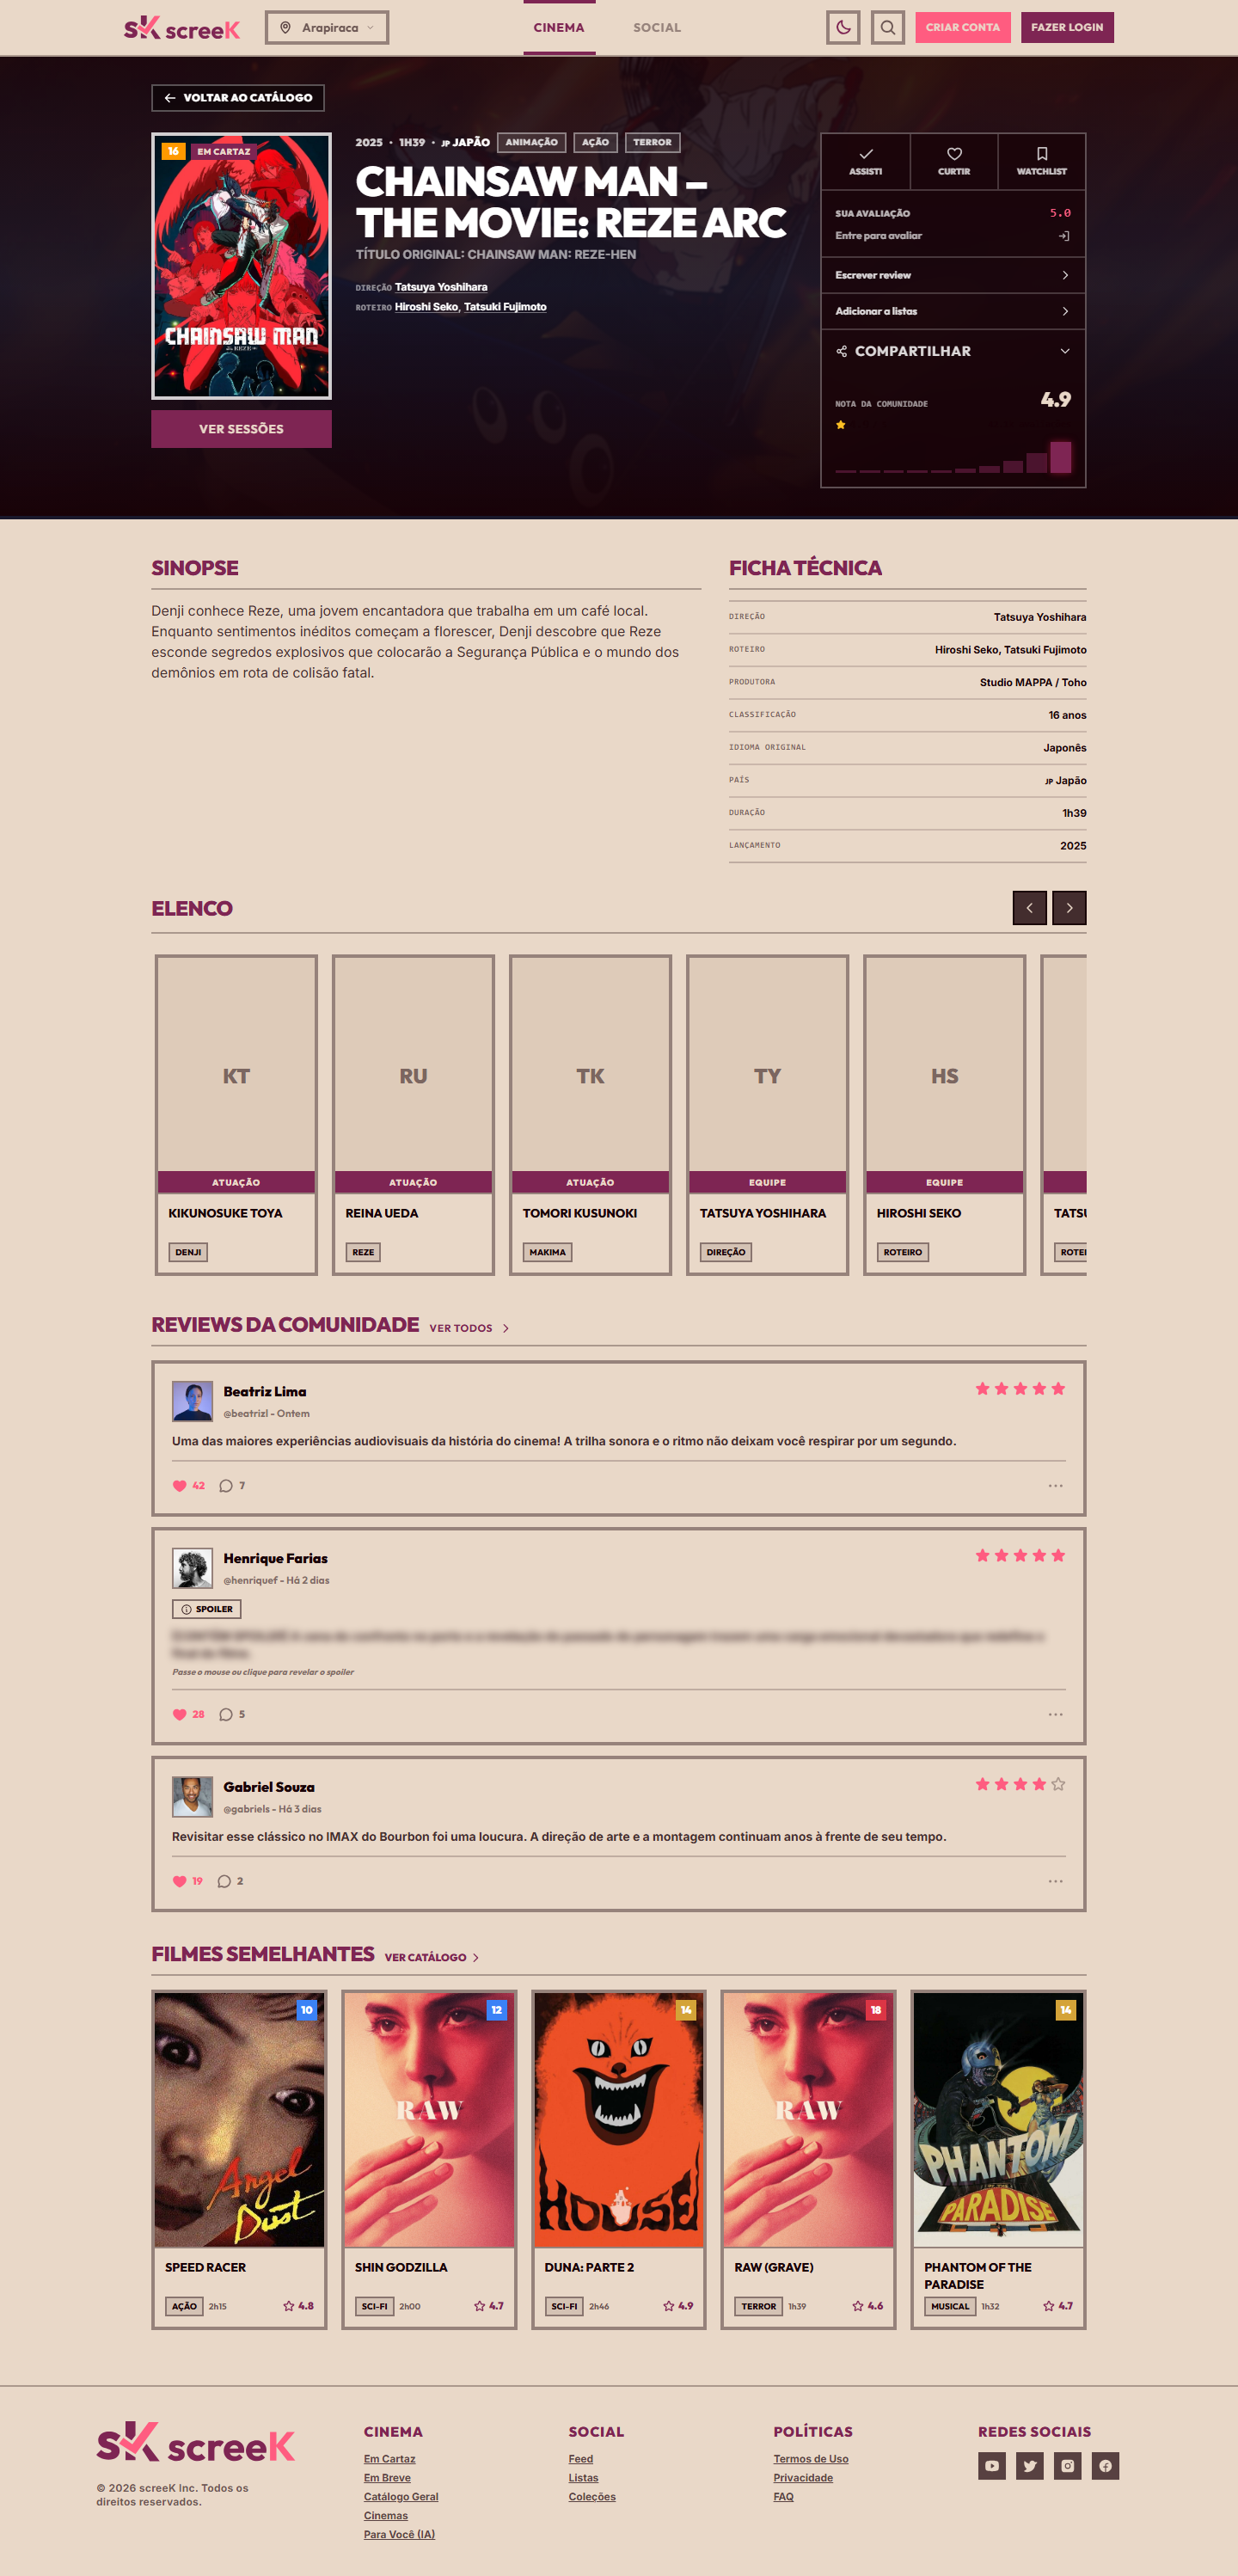 sK screeK
Arapiraca
CINEMA
SOCIAL
CRIAR CONTA
FAZER LOGIN
VOLTAR AO CATÁLOGO
16
EM CARTAZ
CHAINSAW MAN
VER SESSÕES
2025 • 1H39 • JP JAPÃO ANIMAÇÃO AÇÃO TERROR
CHAINSAW MAN –
THE MOVIE: REZE ARC
TÍTULO ORIGINAL: CHAINSAW MAN: REZE-HEN
DIREÇÃO Tatsuya Yoshihara
ROTEIRO Hiroshi Seko, Tatsuki Fujimoto
ASSISTI
CURTIR
WATCHLIST
SUA AVALIAÇÃO 5.0
Entre para avaliar
Escrever review
Adicionar a listas
COMPARTILHAR
NOTA DA COMUNIDADE 4.9
SINOPSE
Denji conhece Reze, uma jovem encantadora que trabalha em um café local.
Enquanto sentimentos inéditos começam a florescer, Denji descobre que Reze
esconde segredos explosivos que colocarão a Segurança Pública e o mundo dos
demônios em rota de colisão fatal.
FICHA TÉCNICA
DIREÇÃO Tatsuya Yoshihara
ROTEIRO Hiroshi Seko, Tatsuki Fujimoto
PRODUTORA Studio MAPPA / Toho
CLASSIFICAÇÃO 16 anos
IDIOMA ORIGINAL Japonês
PAÍS JP Japão
DURAÇÃO 1h39
LANÇAMENTO 2025
ELENCO
KT
ATUAÇÃO
KIKUNOSUKE TOYA
DENJI
RU
ATUAÇÃO
REINA UEDA
REZE
TK
ATUAÇÃO
TOMORI KUSUNOKI
MAKIMA
TY
EQUIPE
TATSUYA YOSHIHARA
DIREÇÃO
HS
EQUIPE
HIROSHI SEKO
ROTEIRO
TATSU
ROTEI
REVIEWS DA COMUNIDADE VER TODOS
Beatriz Lima
@beatrizl - Ontem
Uma das maiores experiências audiovisuais da história do cinema! A trilha sonora e o ritmo não deixam você respirar por um segundo.
42 7
Henrique Farias
@henriquef - Há 2 dias
SPOILER
Passe o mouse ou clique para revelar o spoiler
28 5
Gabriel Souza
@gabriels - Há 3 dias
Revisitar esse clássico no IMAX do Bourbon foi uma loucura. A direção de arte e a montagem continuam anos à frente de seu tempo.
19 2
FILMES SEMELHANTES VER CATÁLOGO
10
Angel
Dust
SPEED RACER
AÇÃO 2h15 4.8
12
RAW
SHIN GODZILLA
SCI-FI 2h00 4.7
14
HOUSE
DUNA: PARTE 2
SCI-FI 2h46 4.9
18
RAW
RAW (GRAVE)
TERROR 1h39 4.6
14
PHANTOM
PARADISE
PHANTOM OF THE
PARADISE
MUSICAL 1h32 4.7
sK screeK
© 2026 screeK Inc. Todos os
direitos reservados.
CINEMA
Em Cartaz
Em Breve
Catálogo Geral
Cinemas
Para Você (IA)
SOCIAL
Feed
Listas
Coleções
POLÍTICAS
Termos de Uso
Privacidade
FAQ
REDES SOCIAIS